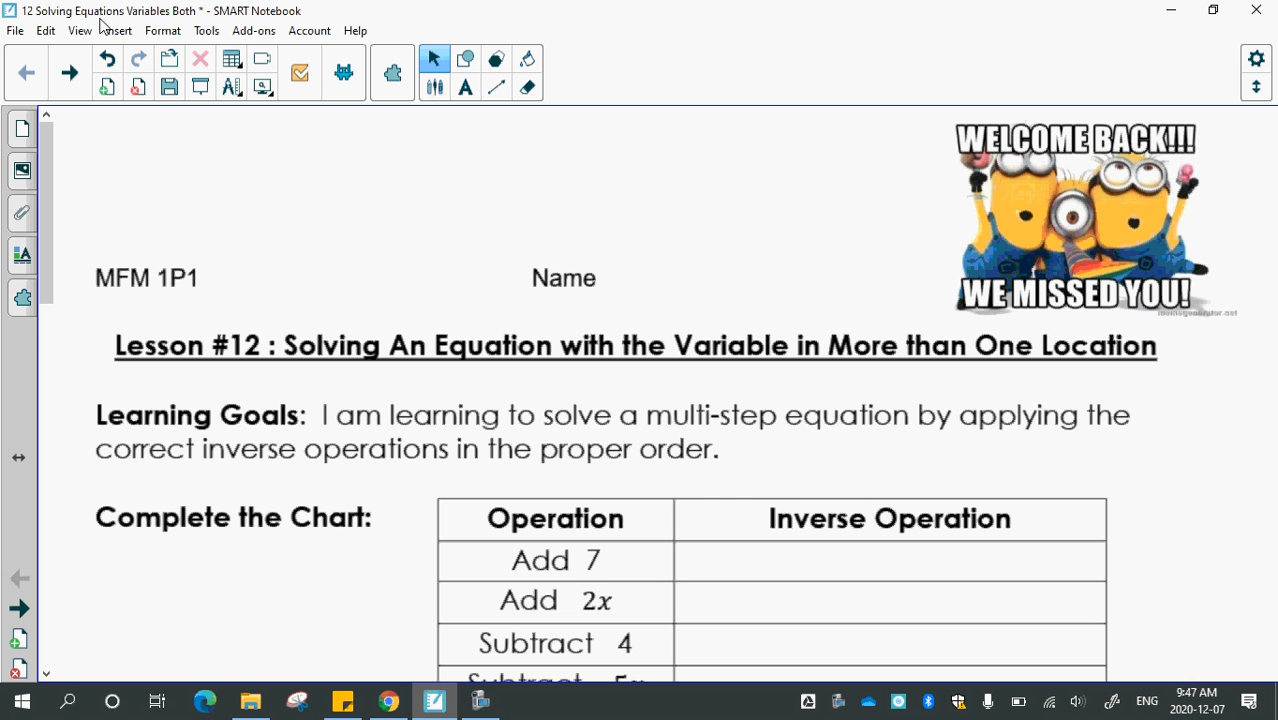 12 Solving Equations Variables Both * - SMART Notebook
File Edit View Insert Format Tools Add-ons Account Help
WELCOME BACK!!!
WE MISSED YOU!
MFM 1P1 Name
Lesson #12 : Solving An Equation with the Variable in More than One Location
Learning Goals: I am learning to solve a multi-step equation by applying the
correct inverse operations in the proper order.
Complete the Chart:
Operation Inverse Operation
Add 7
Add 2x
Subtract 4
Subtract 5x
ENG
9:47 AM
2020-12-07